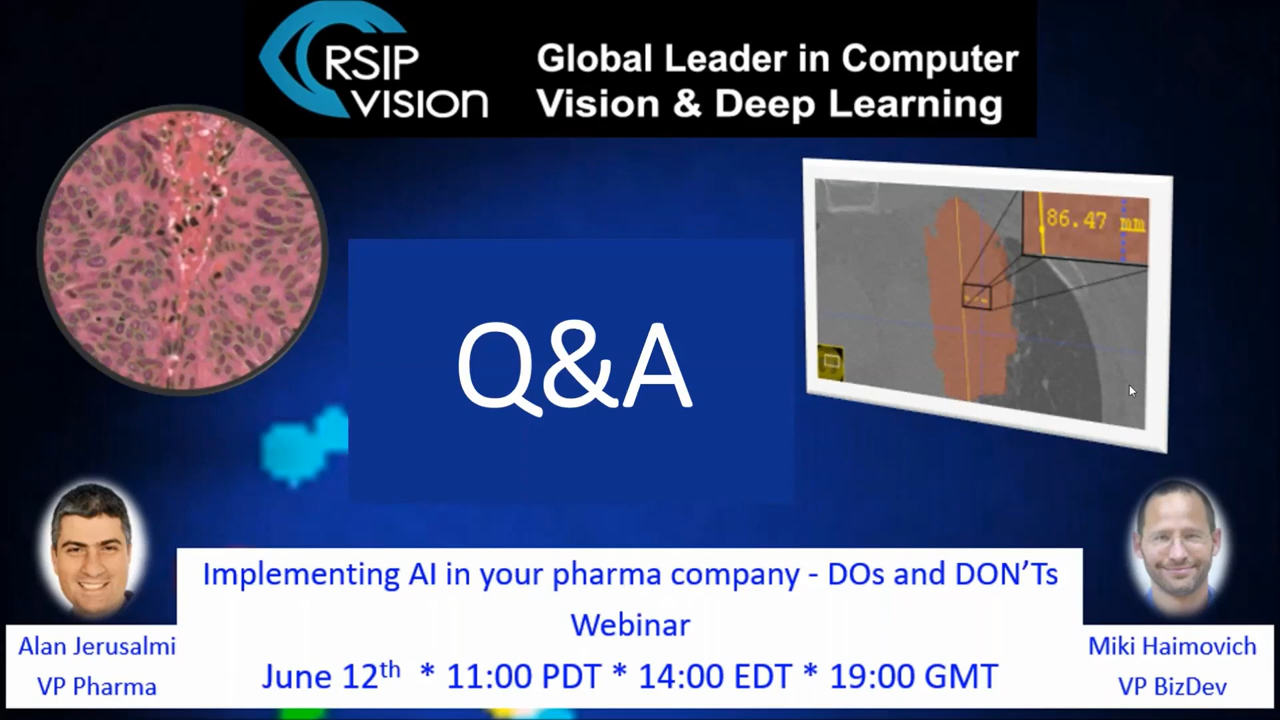 RSIP
VISION
Global Leader in Computer
Vision & Deep Learning
86.47 mm
Q&A
Implementing AI in your pharma company - DOs and DON'Ts
Webinar
June 12th * 11:00 PDT * 14:00 EDT * 19:00 GMT
Alan Jerusalmi
VP Pharma
Miki Haimovich
VP BizDev